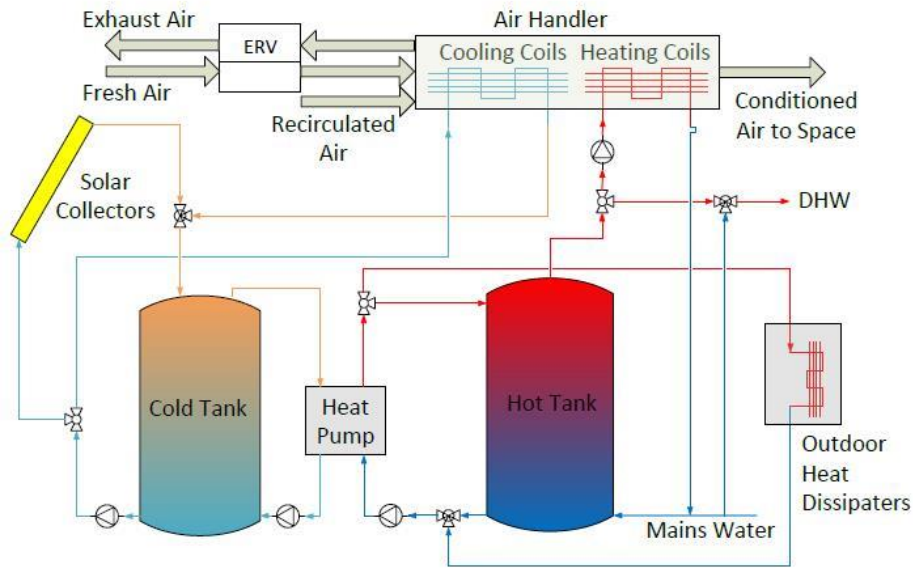 Exhaust Air
ERV
Air Handler
Cooling Coils
Heating Coils
Fresh Air
Recirculated
Air
Conditioned
Air to Space
Solar
Collectors
DHW
Cold Tank
Heat
Pump
Hot Tank
Outdoor
Heat
Dissipaters
Mains Water